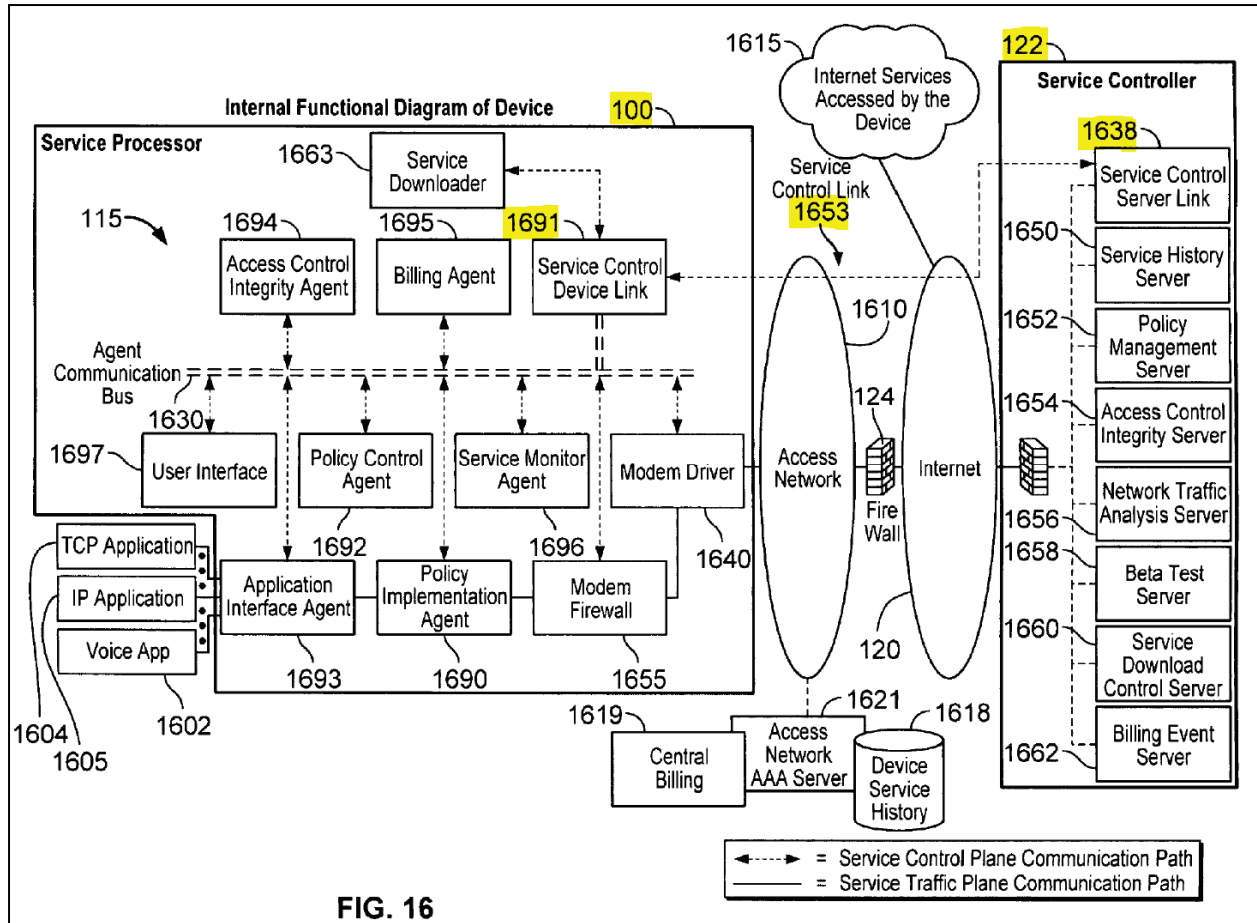 1615
122
Internet Services
Accessed by the
Device
Service Controller
Internal Functional Diagram of Device
100
Service Processor
1663
Service
Downloader
Service
Control Link
1653
1638
Service Control
Server Link
115
1694
Access Control
Integrity Agent
1695
Billing Agent
1691
Service Control
Device Link
1650
Service History
Server
1610
1652
Policy
Management
Server
Agent
Communication
Bus
1630
124
1654
Access Control
Integrity Server
1697
User Interface
Policy Control
Agent
Service Monitor
Agent
Modem Driver
Access
Network
Fire
Wall
Internet
1656
Network Traffic
Analysis Server
1692
1696
1640
1658
Beta Test
Server
TCP Application
IP Application
Voice App
Application
Interface Agent
Policy
Implementation
Agent
Modem
Firewall
1660
Service
Download
Control Server
1604
1605
1602
1693
1690
1655
120
1662
Billing Event
Server
1619
Central
Billing
1621
Access
Network
AAA Server
1618
Device
Service
History
= Service Control Plane Communication Path
= Service Traffic Plane Communication Path
FIG. 16